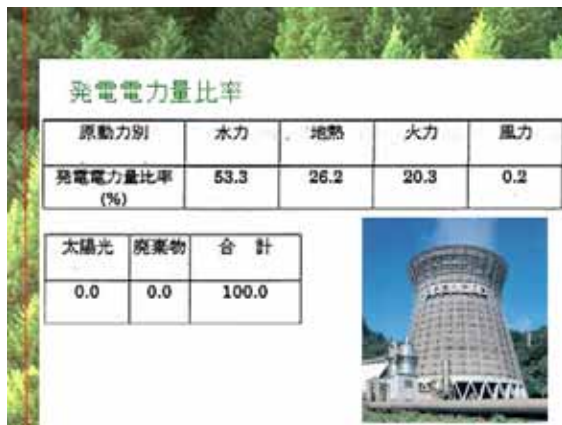 発電電力量比率
原動力別 水力 地熱 火力 風力
発電電力量比率 53.3 26.2 20.3 0.2
(%)
太陽光 廃棄物 合 計
0.0 0.0 100.0